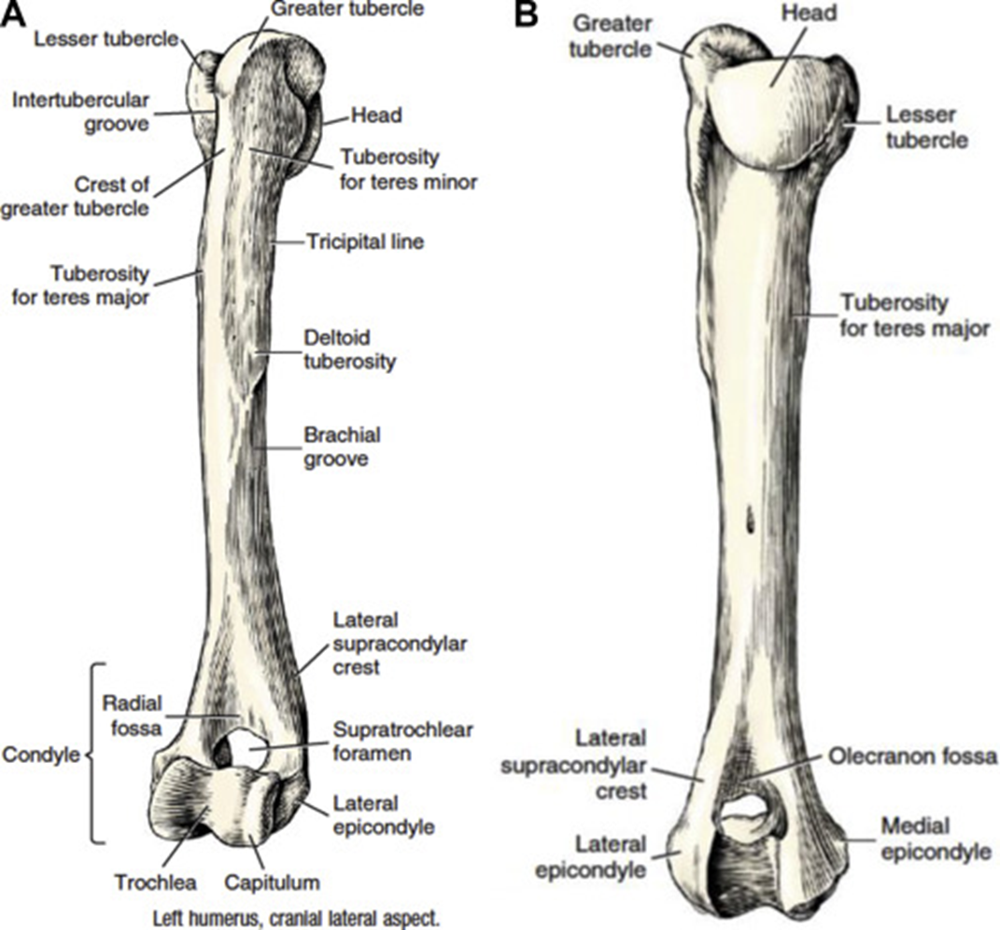 A
Greater tubercle
Lesser tubercle
Intertubercular
groove
Head
Tuberosity
for teres minor
Crest of
greater tubercle
Tricipital line
Tuberosity
for teres major
Deltoid
tuberosity
Brachial
groove
Lateral
supracondylar
crest
Radial
fossa
Supratrochlear
foramen
Condyle
Lateral
epicondyle
Trochlea
Capitulum
Left humerus, cranial lateral aspect.
B
Greater
tubercle
Head
Lesser
tubercle
Tuberosity
for teres major
Lateral
supracondylar
crest
Olecranon fossa
Lateral
epicondyle
Medial
epicondyle